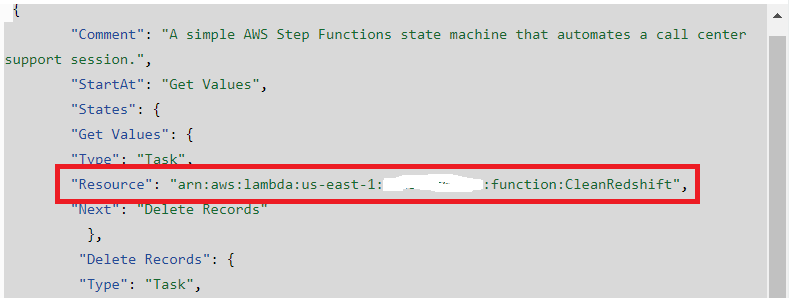 {
"Comment": "A simple AWS Step Functions state machine that automates a call center
support session.",
"StartAt": "Get Values",
"States": {
"Get Values": {
"Type": "Task",
"Resource": "arn:aws:lambda:us-east-1: :function:CleanRedshift",
"Next": "Delete Records"
},
"Delete Records": {
"Type": "Task",